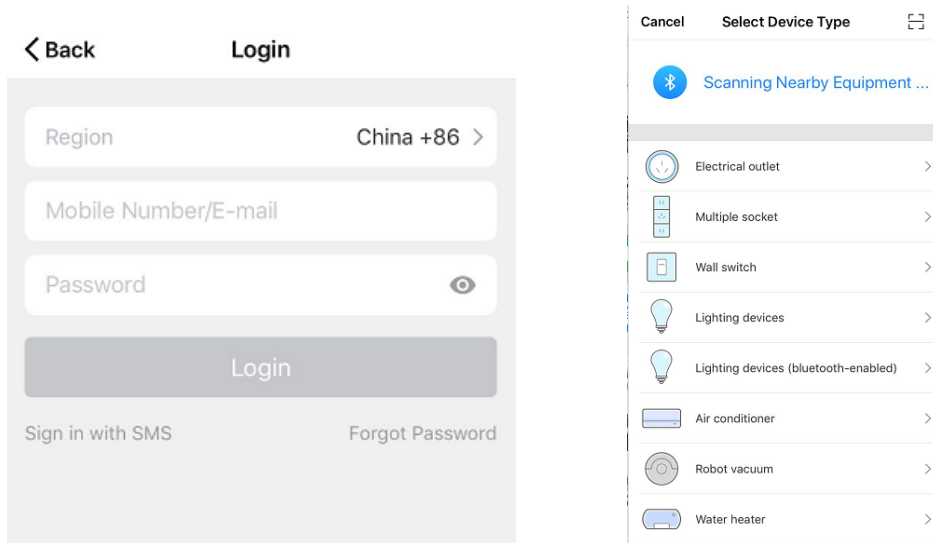 Back
Login
Region
China +86
Mobile Number/E-mail
Password
Login
Sign in with SMS
Forgot Password
Cancel
Select Device Type
Scanning Nearby Equipment ...
Electrical outlet
Multiple socket
Wall switch
Lighting devices
Lighting devices (bluetooth-enabled)
Air conditioner
Robot vacuum
Water heater